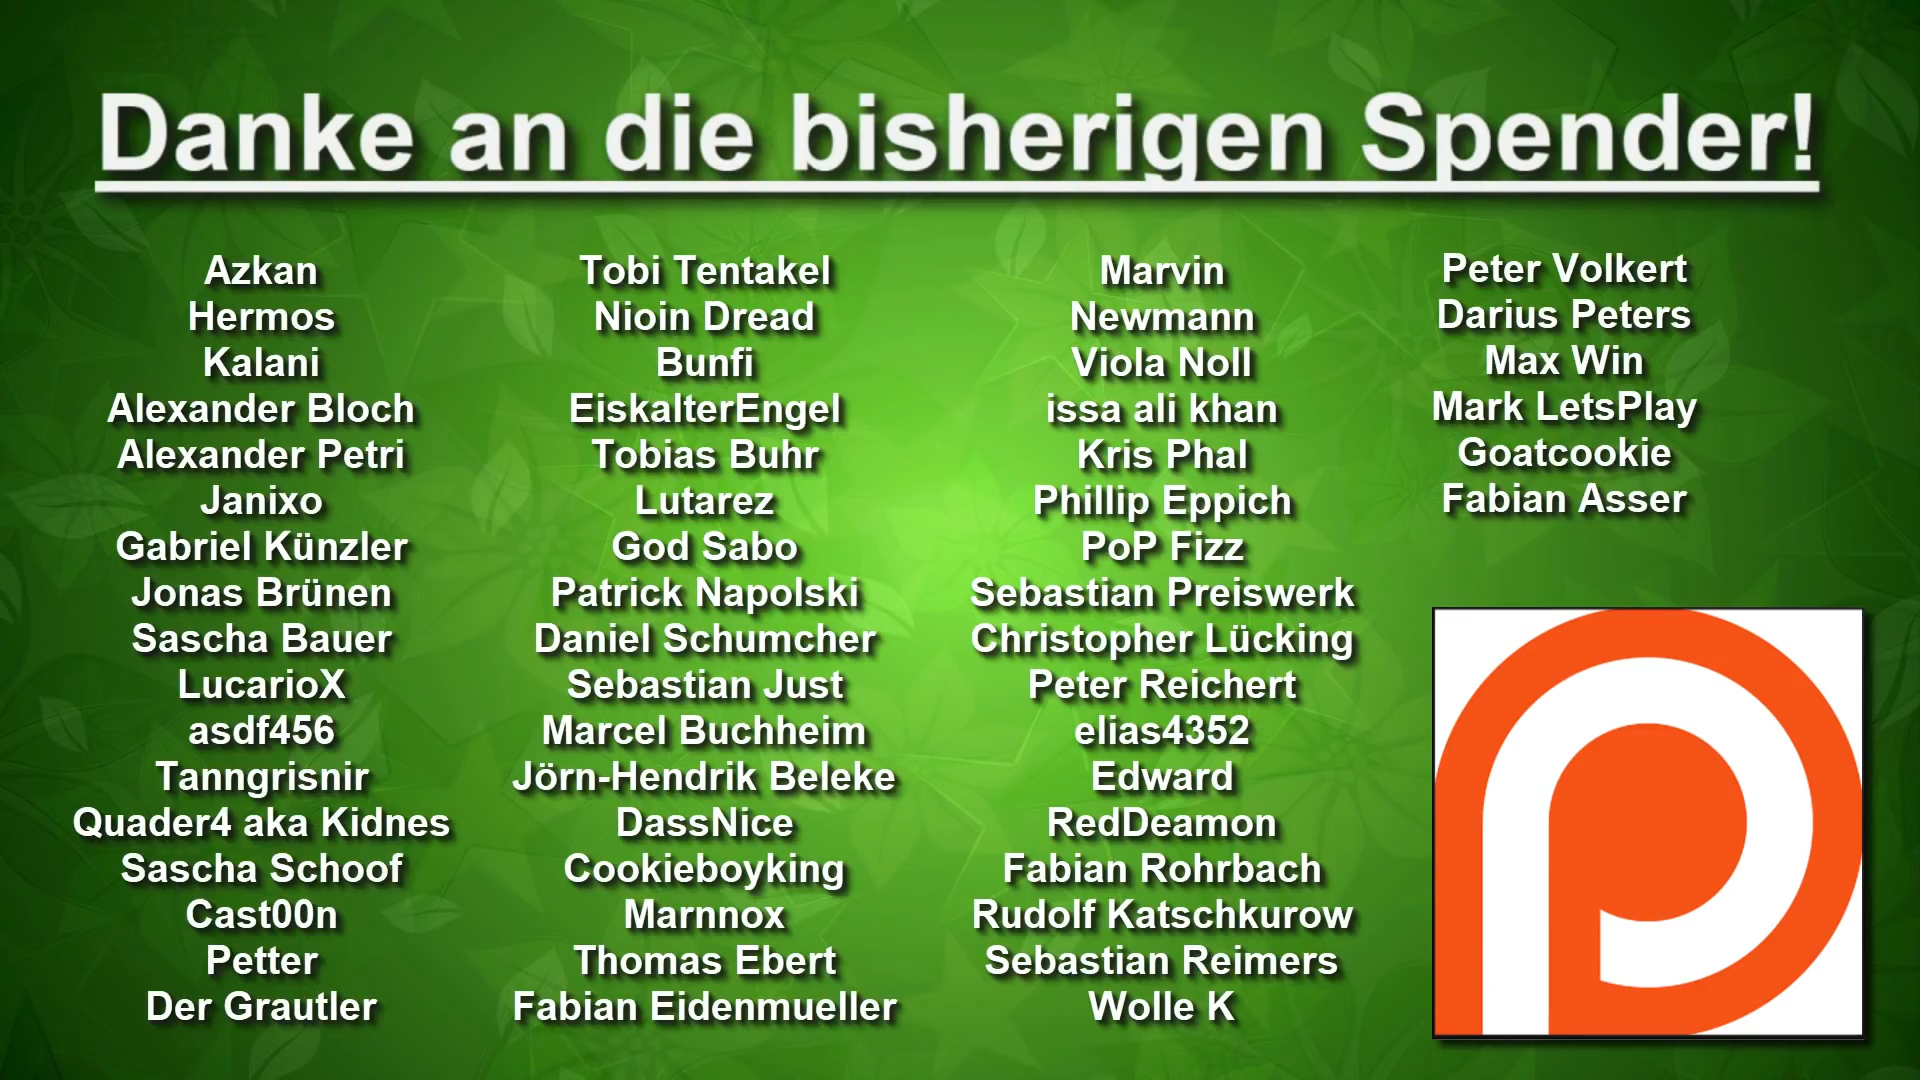 Danke an die bisherigen Spender!
Azkan
Hermos
Kalani
Alexander Bloch
Alexander Petri
Janixo
Gabriel Künzler
Jonas Brünen
Sascha Bauer
LucarioX
asdf456
Tanngrisnir
Quader4 aka Kidnes
Sascha Schoof
Cast00n
Petter
Der Grautler
Tobi Tentakel
Nioin Dread
Bunfi
EiskalterEngel
Tobias Buhr
Lutarez
God Sabo
Patrick Napolski
Daniel Schumcher
Sebastian Just
Marcel Buchheim
Jörn-Hendrik Beleke
DassNice
Cookieboyking
Marnnox
Thomas Ebert
Fabian Eidenmueller
Marvin
Newmann
Viola Noll
issa ali khan
Kris Phal
Phillip Eppich
PoP Fizz
Sebastian Preiswerk
Christopher Lücking
Peter Reichert
elias4352
Edward
RedDeamon
Fabian Rohrbach
Rudolf Katschkurow
Sebastian Reimers
Wolle K
Peter Volkert
Darius Peters
Max Win
Mark LetsPlay
Goatcookie
Fabian Asser